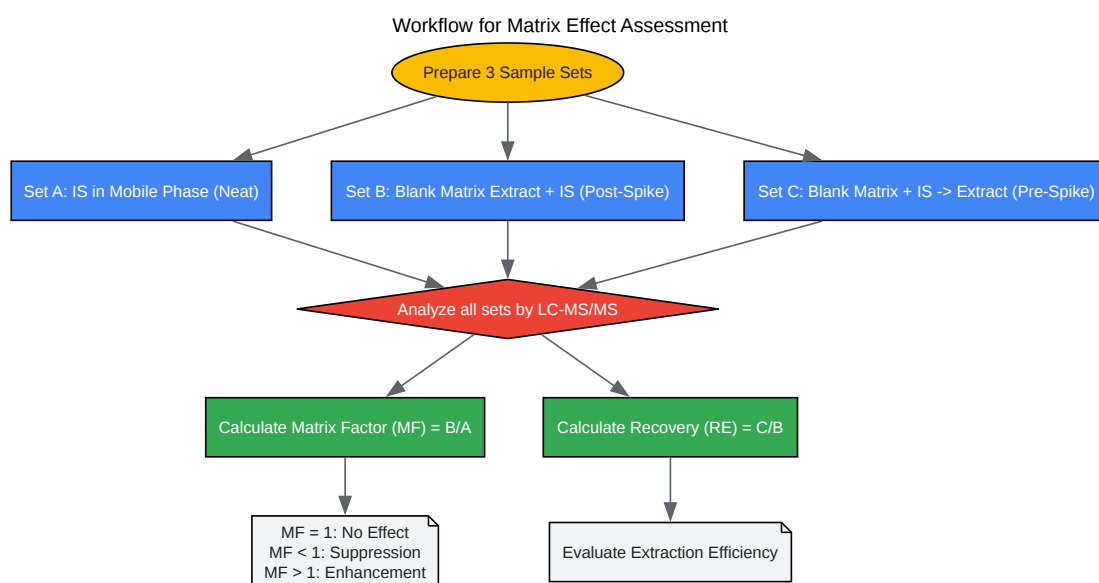 Workflow for Matrix Effect Assessment
Prepare 3 Sample Sets
Set A: IS in Mobile Phase (Neat)
Set B: Blank Matrix Extract + IS (Post-Spike)
Set C: Blank Matrix + IS -> Extract (Pre-Spike)
Analyze all sets by LC-MS/MS
Calculate Matrix Factor (MF) = B/A
Calculate Recovery (RE) = C/B
MF = 1: No Effect
MF < 1: Suppression
MF > 1: Enhancement
Evaluate Extraction Efficiency